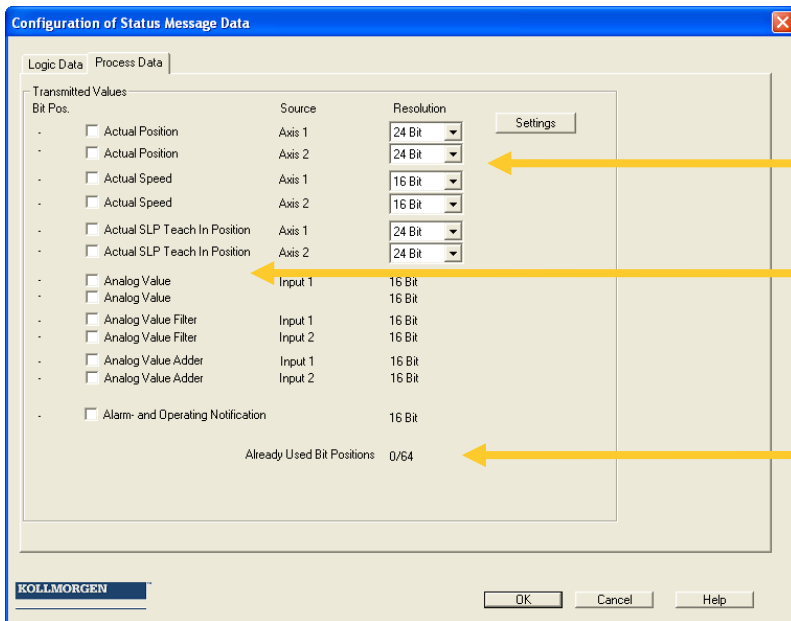 Configuration of Status Message Data
Logic Data Process Data
Transmitted Values
Bit Pos. Source Resolution
Settings
- Actual Position Axis 1 24 Bit
- Actual Position Axis 2 24 Bit
- Actual Speed Axis 1 16 Bit
- Actual Speed Axis 2 16 Bit
- Actual SLP Teach In Position Axis 1 24 Bit
- Actual SLP Teach In Position Axis 2 24 Bit
- Analog Value Input 1 16 Bit
- Analog Value 16 Bit
- Analog Value Filter Input 1 16 Bit
- Analog Value Filter Input 2 16 Bit
- Analog Value Adder Input 1 16 Bit
- Analog Value Adder Input 2 16 Bit
- Alarm- and Operating Notification 16 Bit
Already Used Bit Positions 0/64
KOLLMORGEN
OK Cancel Help